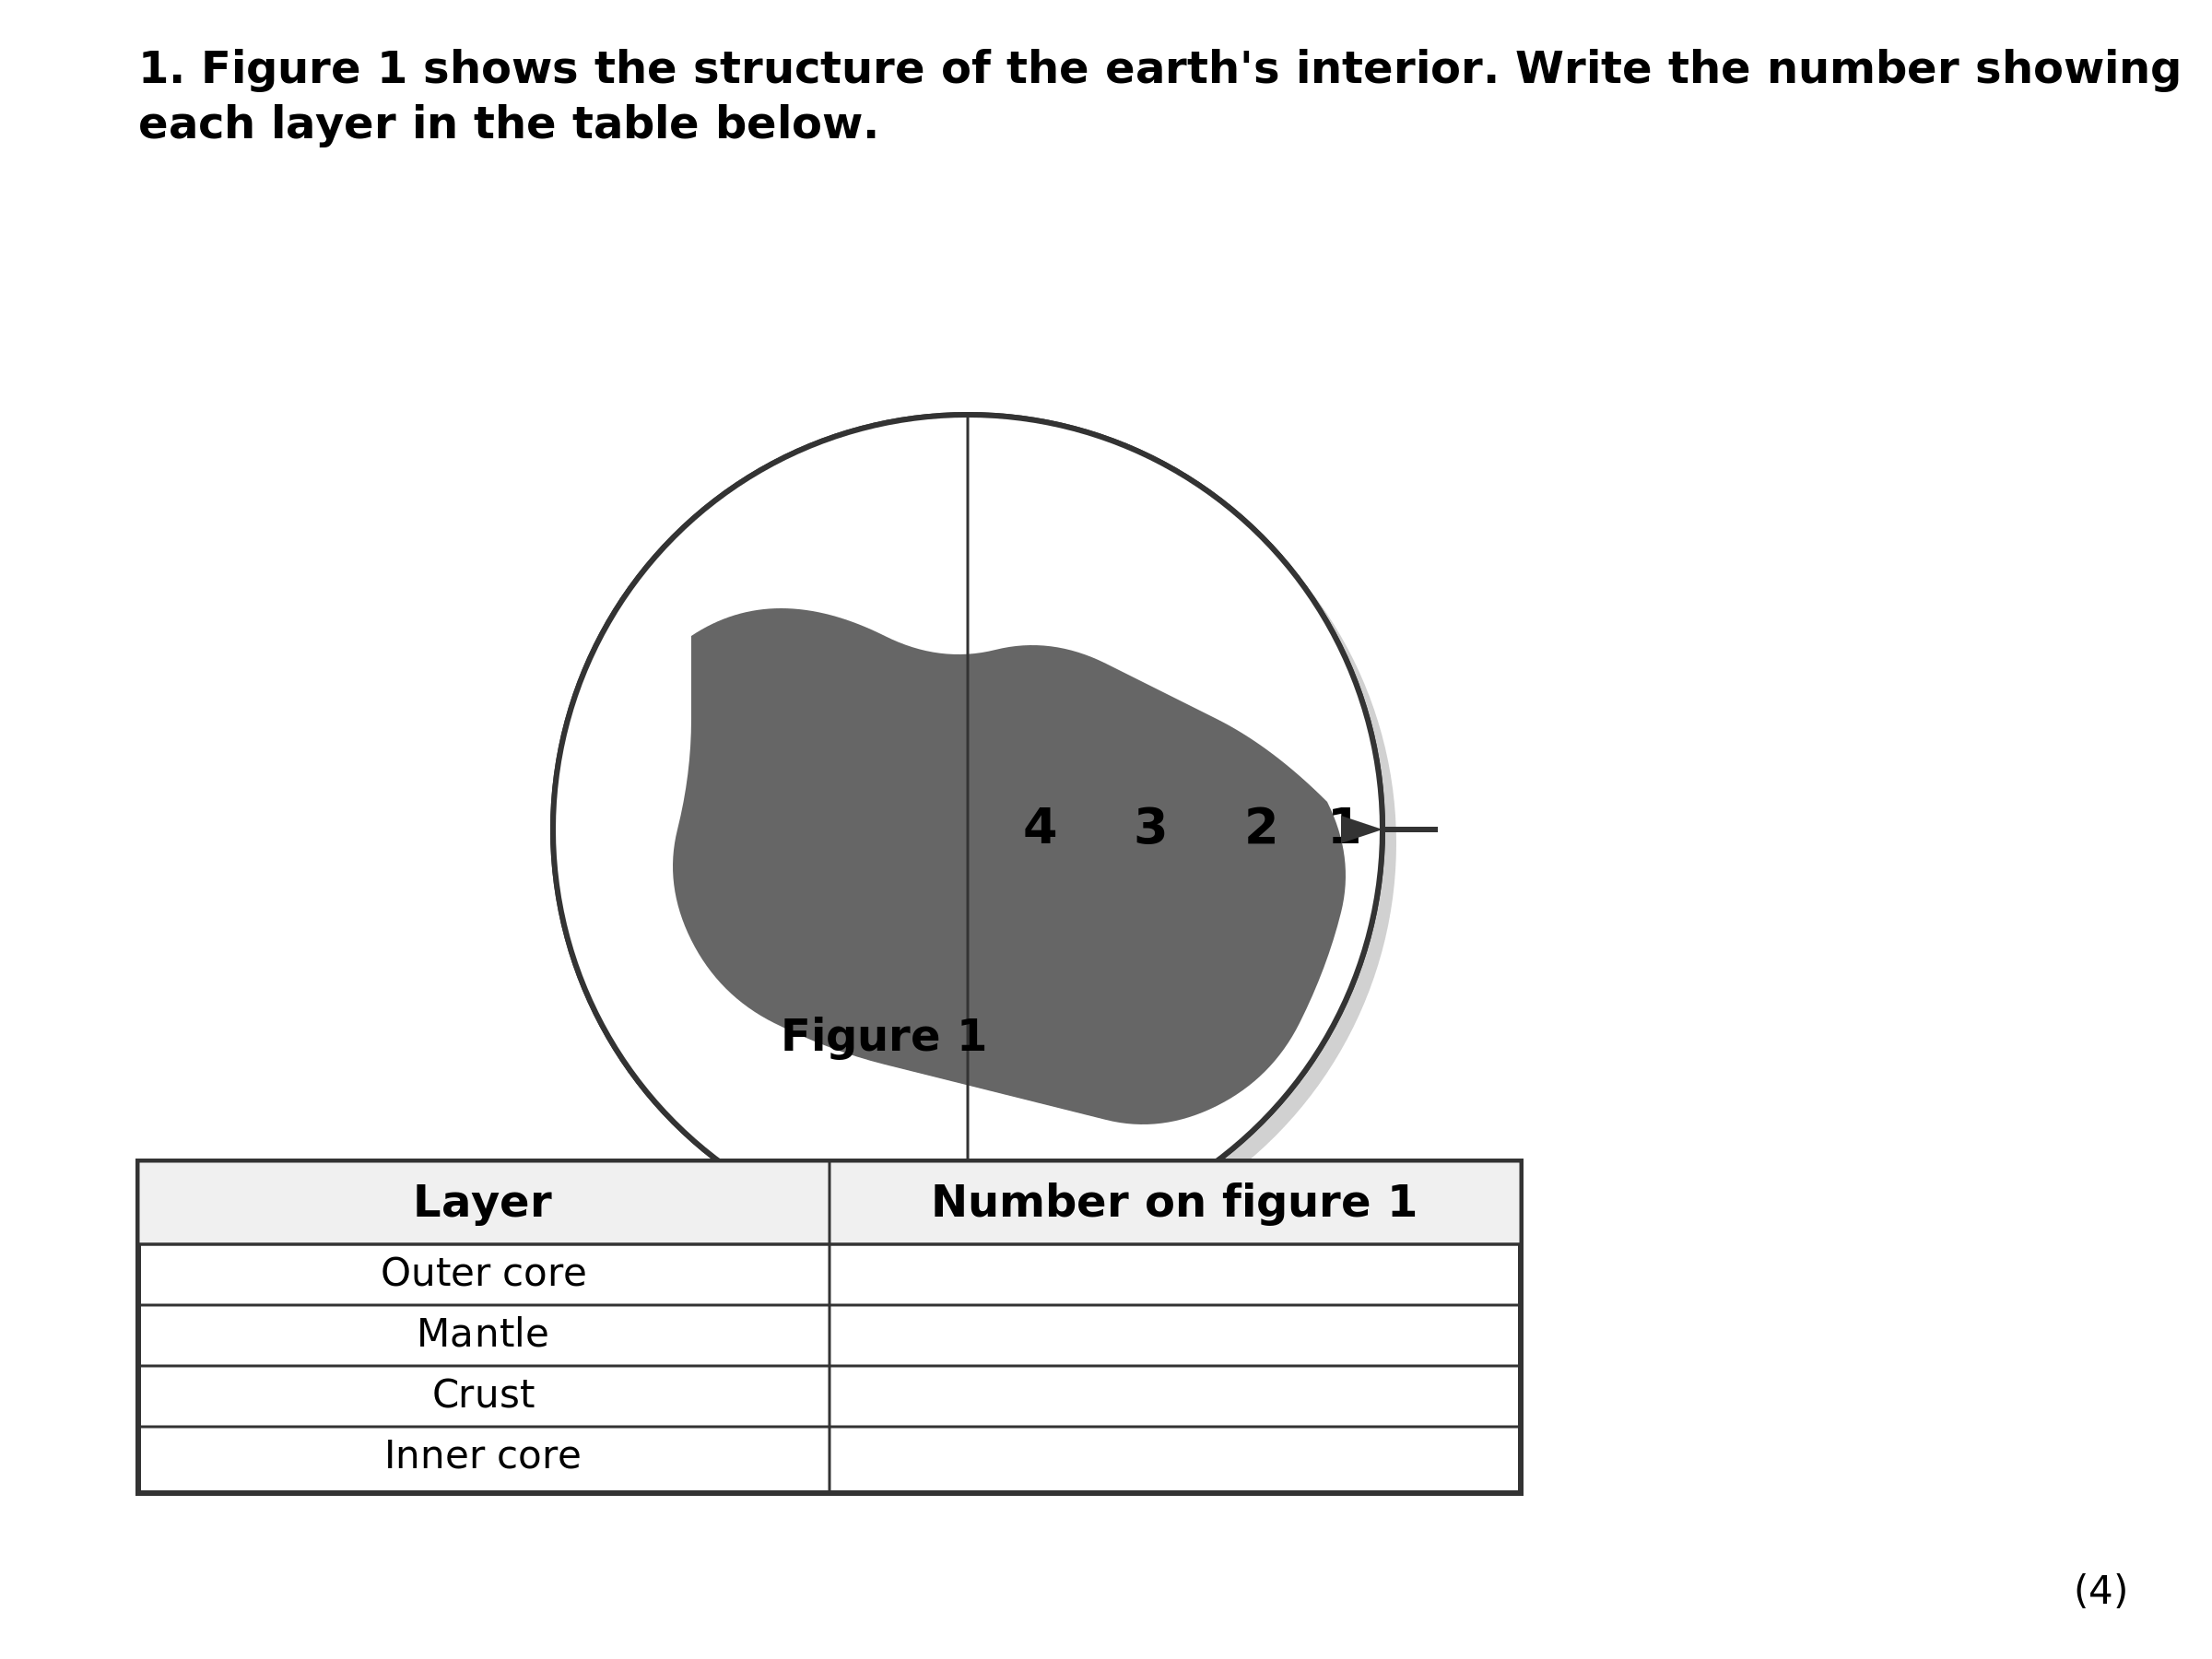 1. Figure 1 shows the structure of the earth's interior. Write the number showing
each layer in the table below.
4 3 2 1
Figure 1
Layer Number on figure 1
Outer core
Mantle
Crust
Inner core
(4)